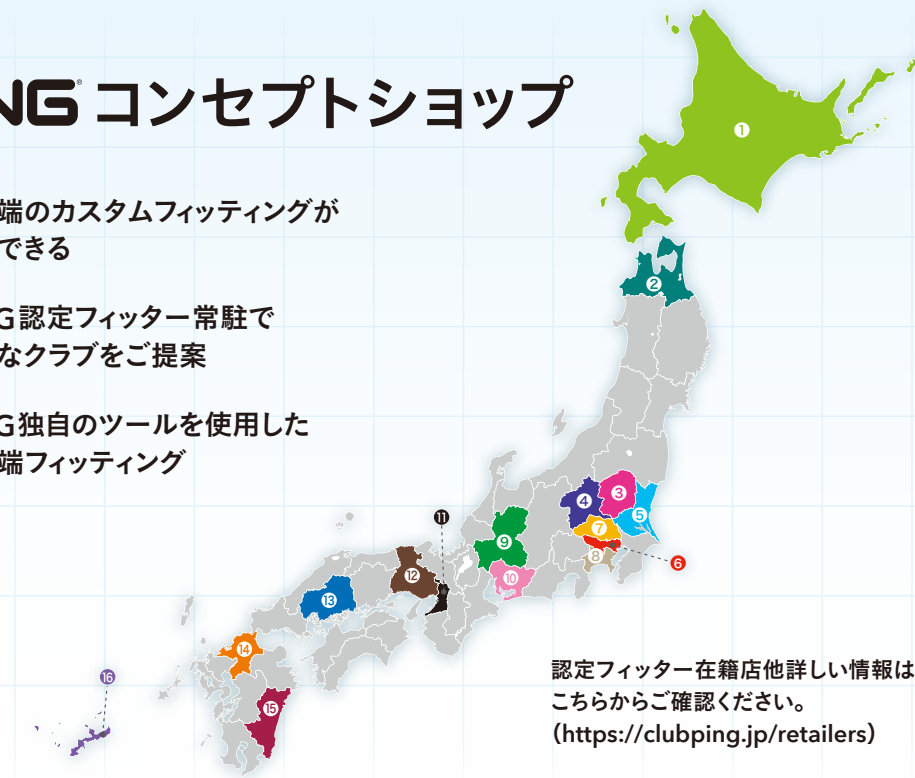 NG® コンセプトショップ
端のカスタムフィッティングが
できる
G認定フィッター常駐で
なクラブをご提案
G独自のツールを使用した
端フィッティング
①
②
③
④
⑤
⑦
⑥
⑧
⑨
⑩
⑪
⑫
⑬
⑭
⑮
⑯
認定フィッター在籍店他詳しい情報は
こちらからご確認ください。
(https://clubping.jp/retailers)